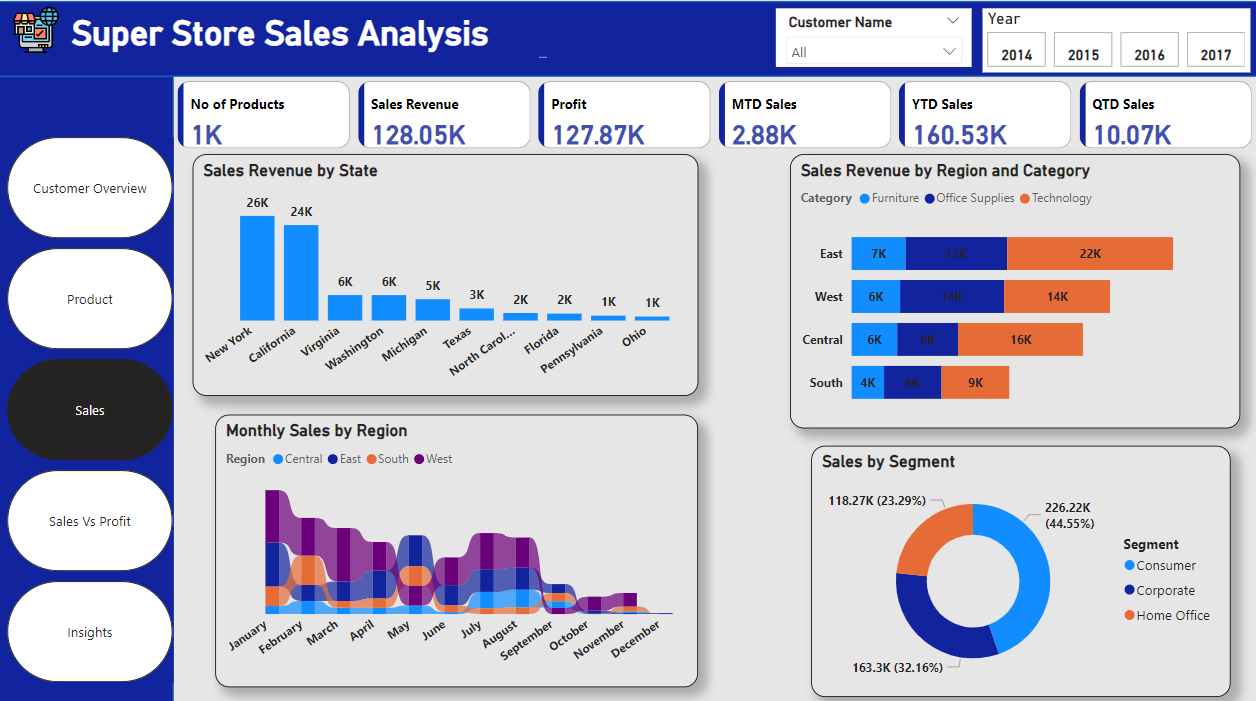 Super Store Sales Analysis
Customer Name
All
Year
2014
2015
2016
2017
No of Products
1K
Sales Revenue
128.05K
Profit
127.87K
MTD Sales
2.88K
YTD Sales
160.53K
QTD Sales
10.07K
Customer Overview
Product
Sales
Sales Vs Profit
Insights
Sales Revenue by State
26K
24K
6K
6K
5K
3K
2K
2K
1K
1K
New York
California
Virginia
Washington
Michigan
Texas
North Carol...
Florida
Pennsylvania
Ohio
Sales Revenue by Region and Category
Category Furniture Office Supplies Technology
East 7K 13K 22K
West 6K 14K 14K
Central 6K 8K 16K
South 4K 8K 9K
Monthly Sales by Region
Region Central East South West
January
February
March
April
May
June
July
August
September
October
November
December
Sales by Segment
118.27K (23.29%)
226.22K
(44.55%)
163.3K (32.16%)
Segment
Consumer
Corporate
Home Office